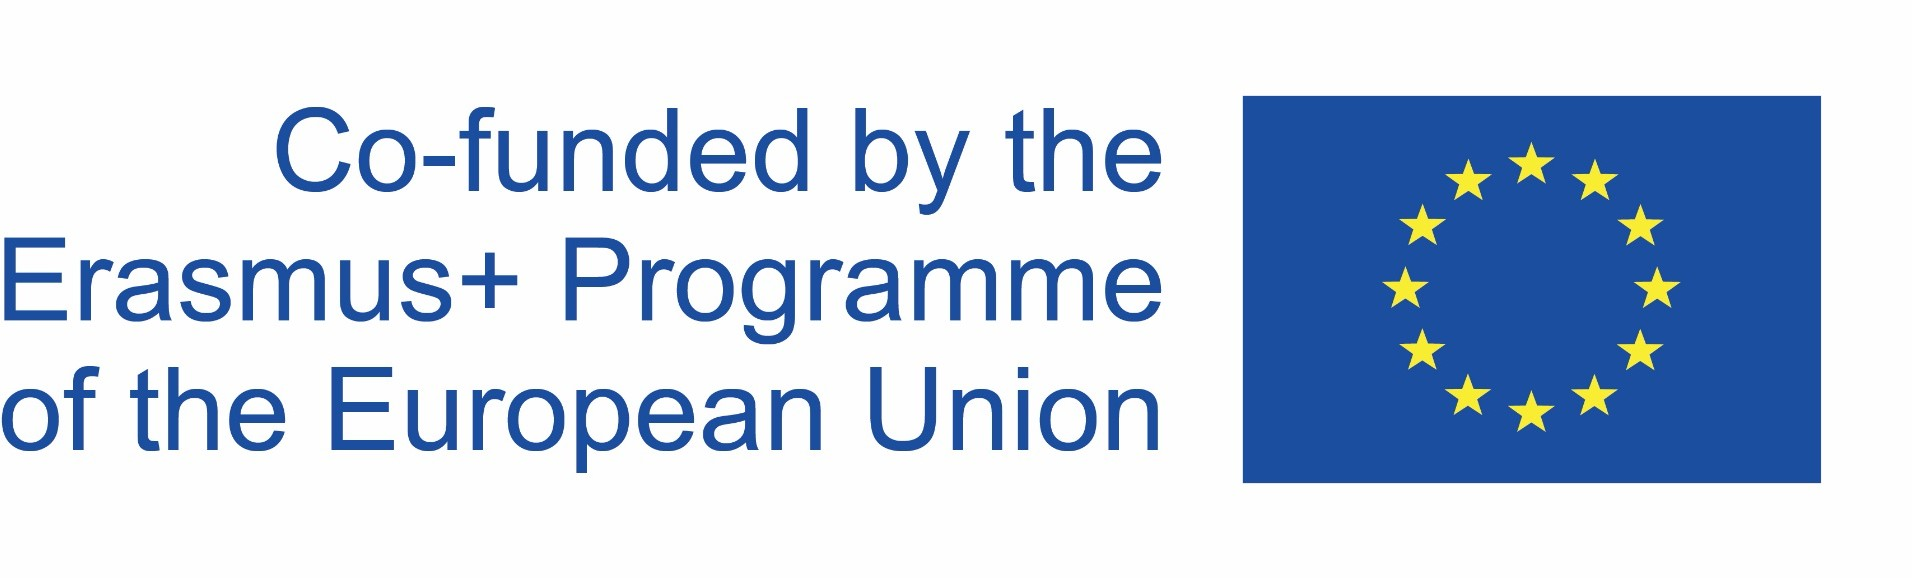 Co-funded by the
Erasmus+ Programme
of the European Union